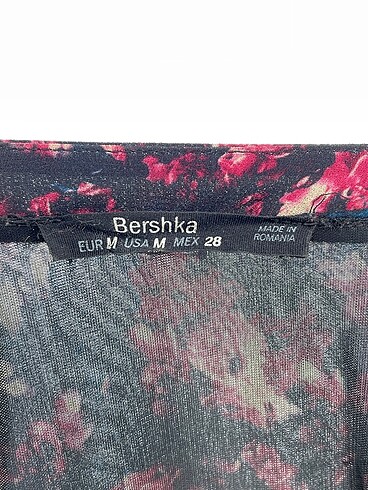 Bershka
EUR M USA M MEX 28
MADE IN
ROMANIA